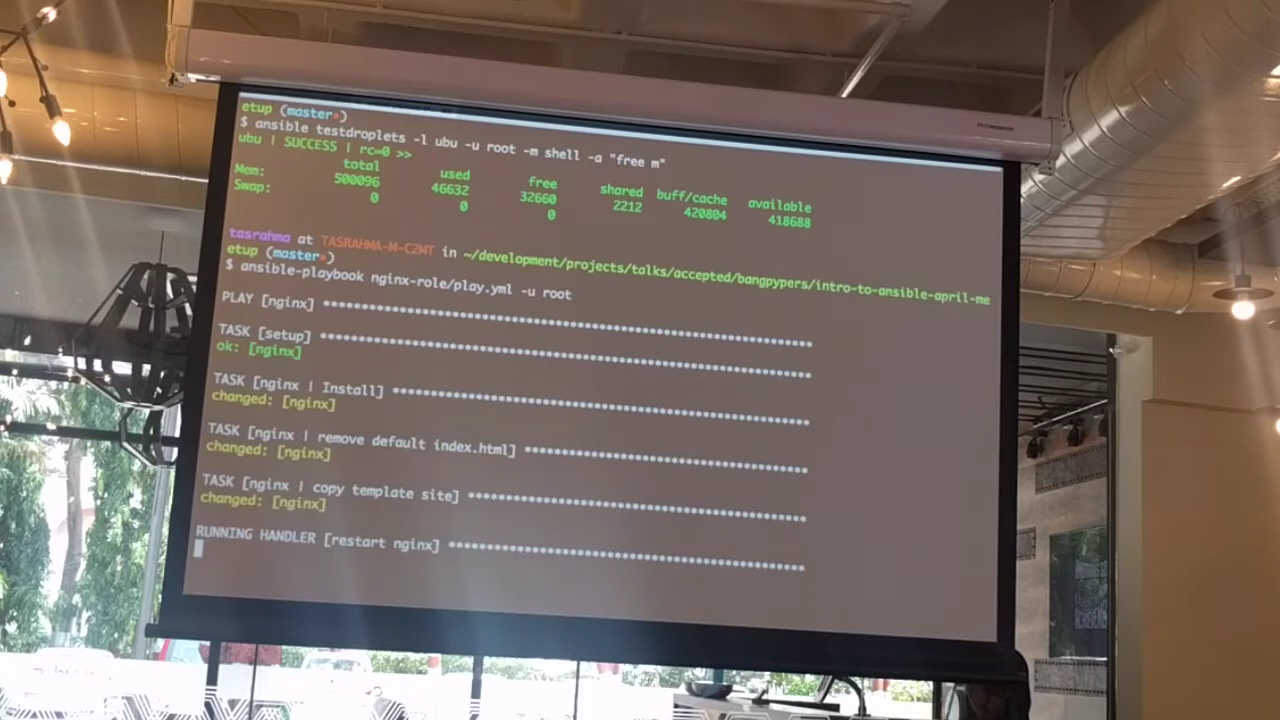 etup (master*)
$ ansible testdroplets -l ubu -u root -m shell -a "free m"
ubu | SUCCESS | rc=0 >>
total used free shared buff/cache available
Mem: 500096 46632 32660 2212 420804 418688
Swap: 0 0 0
tasrahma at TASRAHMA-M-C2MT in ~/development/projects/talks/accepted/bangpypers/intro-to-ansible-april-me
etup (master*)
$ ansible-playbook nginx-role/play.yml -u root
PLAY [nginx] ******************************************************************
TASK [setup] ******************************************************************
ok: [nginx]
TASK [nginx | Install] ********************************************************
changed: [nginx]
TASK [nginx | remove default index.html] **************************************
changed: [nginx]
TASK [nginx | copy template site] *********************************************
changed: [nginx]
RUNNING HANDLER [restart nginx] ***********************************************